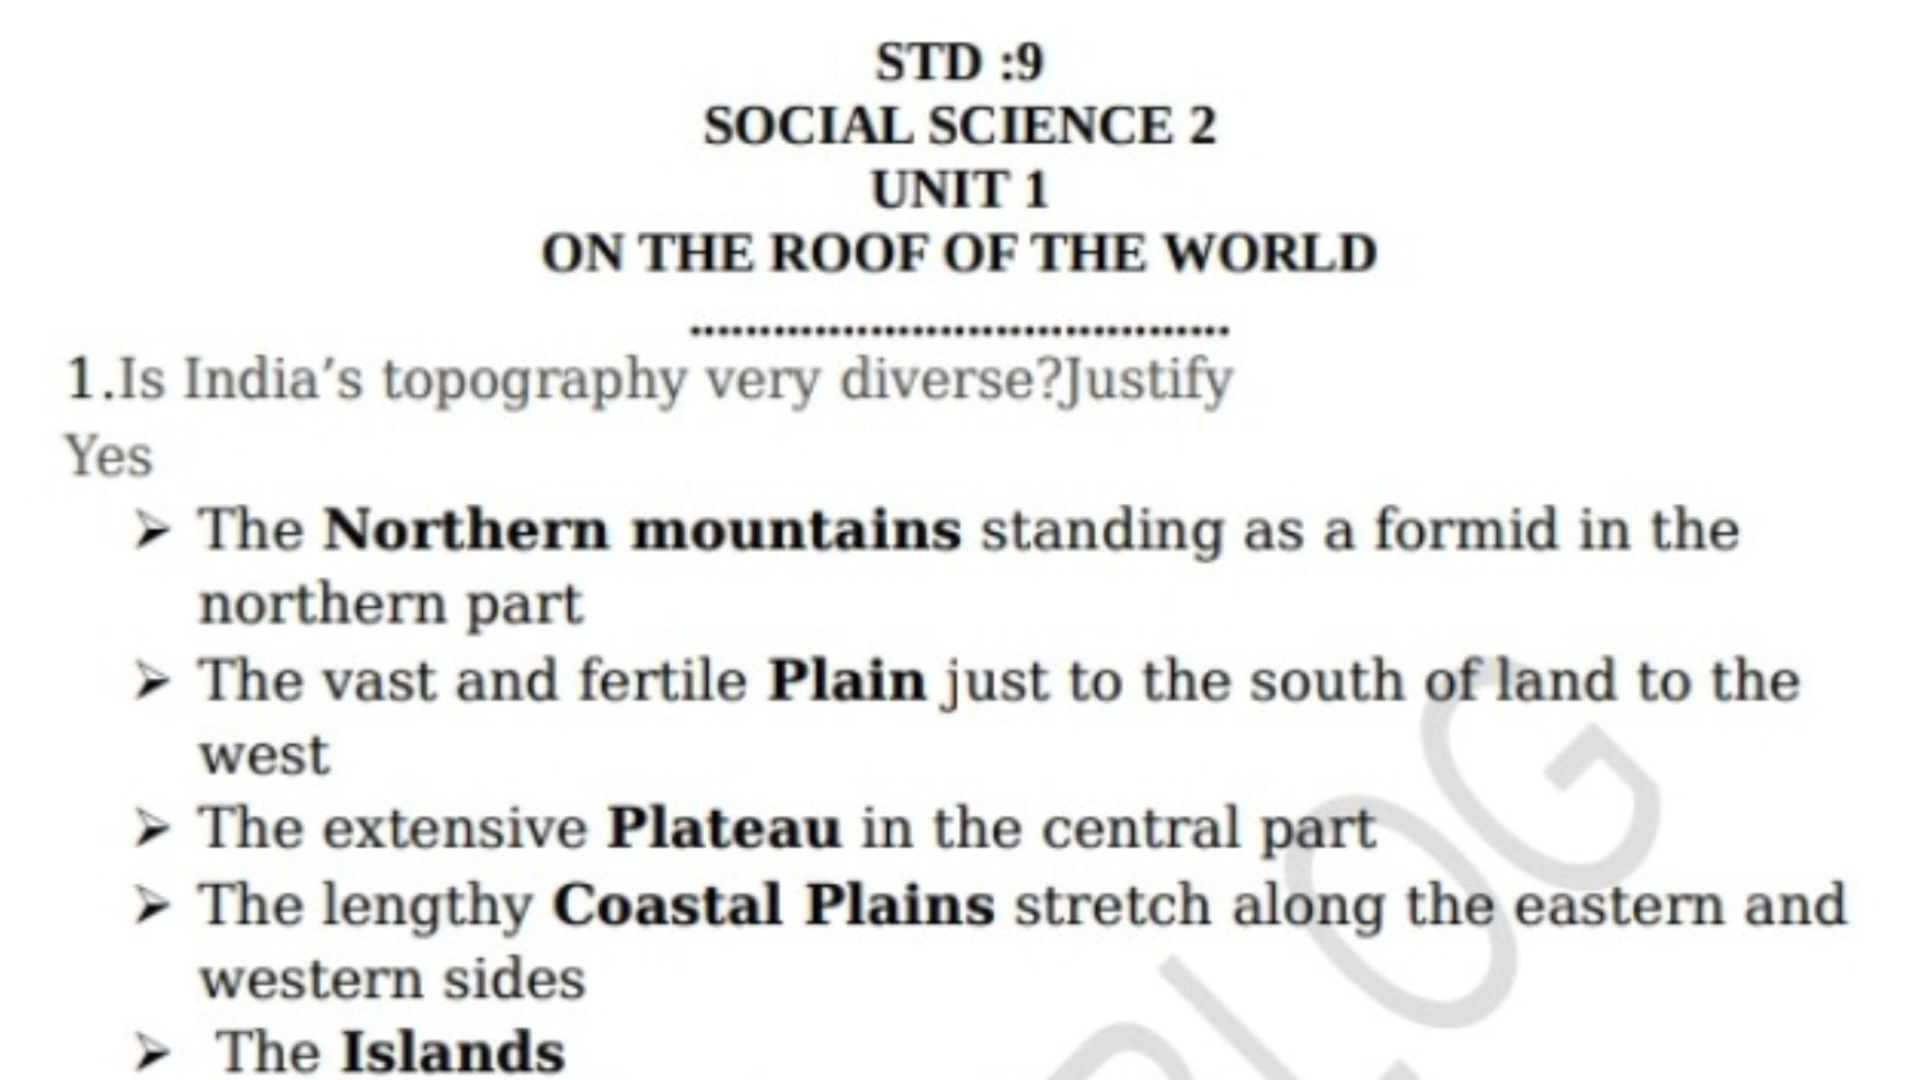 STD :9
SOCIAL SCIENCE 2
UNIT 1
ON THE ROOF OF THE WORLD
.......................................
1.Is India’s topography very diverse?Justify
Yes
➢ The Northern mountains standing as a formid in the
northern part
➢ The vast and fertile Plain just to the south of land to the
west
➢ The extensive Plateau in the central part
➢ The lengthy Coastal Plains stretch along the eastern and
western sides
➢ The Islands